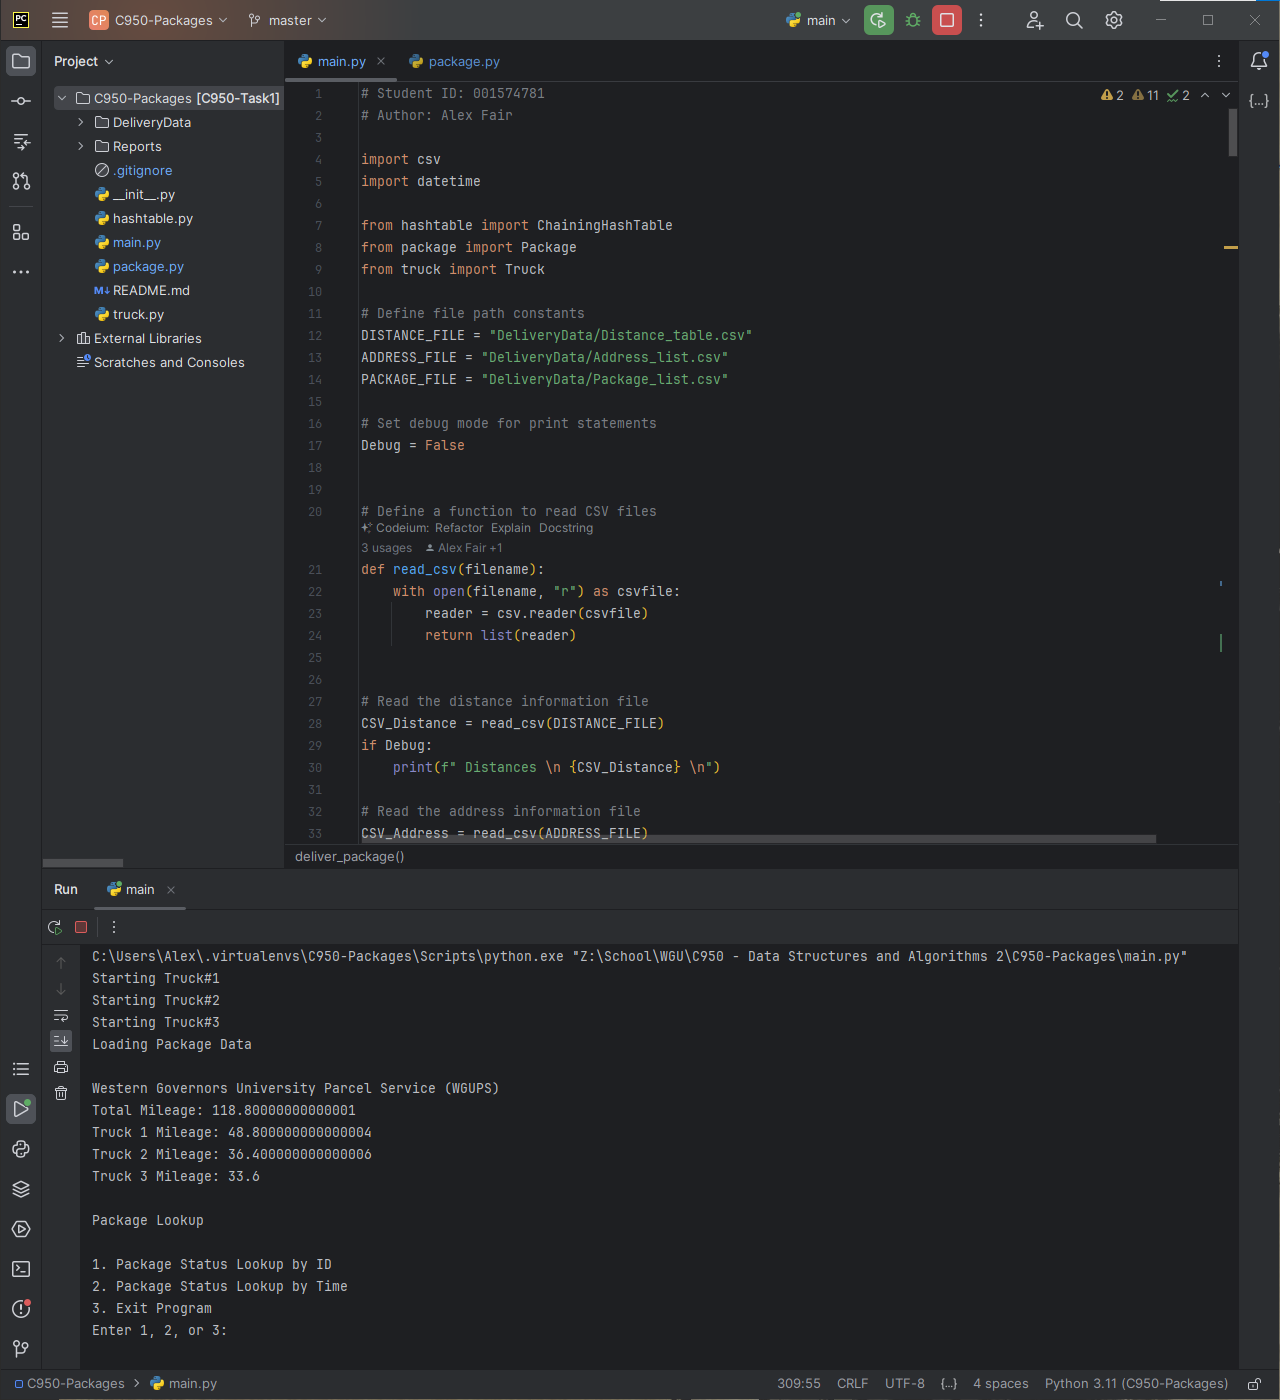 PC
CP C950-Packages
master
main
Project
main.py
package.py
C950-Packages [C950-Task1]
DeliveryData
Reports
.gitignore
__init__.py
hashtable.py
main.py
package.py
M↓ README.md
truck.py
External Libraries
Scratches and Consoles
2 11 2
1 # Student ID: 001574781
2 # Author: Alex Fair
3
4 import csv
5 import datetime
6
7 from hashtable import ChainingHashTable
8 from package import Package
9 from truck import Truck
10
11 # Define file path constants
12 DISTANCE_FILE = "DeliveryData/Distance_table.csv"
13 ADDRESS_FILE = "DeliveryData/Address_list.csv"
14 PACKAGE_FILE = "DeliveryData/Package_list.csv"
15
16 # Set debug mode for print statements
17 Debug = False
18
19
20 # Define a function to read CSV files
Codeium: Refactor Explain Docstring
3 usages Alex Fair +1
21 def read_csv(filename):
22 with open(filename, "r") as csvfile:
23 reader = csv.reader(csvfile)
24 return list(reader)
25
26
27 # Read the distance information file
28 CSV_Distance = read_csv(DISTANCE_FILE)
29 if Debug:
30 print(f" Distances \n {CSV_Distance} \n")
31
32 # Read the address information file
33 CSV_Address = read_csv(ADDRESS_FILE)
deliver_package()
Run main
C:\Users\Alex\.virtualenvs\C950-Packages\Scripts\python.exe "Z:\School\WGU\C950 - Data Structures and Algorithms 2\C950-Packages\main.py"
Starting Truck#1
Starting Truck#2
Starting Truck#3
Loading Package Data
Western Governors University Parcel Service (WGUPS)
Total Mileage: 118.80000000000001
Truck 1 Mileage: 48.800000000000004
Truck 2 Mileage: 36.400000000000006
Truck 3 Mileage: 33.6
Package Lookup
1. Package Status Lookup by ID
2. Package Status Lookup by Time
3. Exit Program
Enter 1, 2, or 3:
C950-Packages > main.py
309:55 CRLF UTF-8 {...} 4 spaces Python 3.11 (C950-Packages)